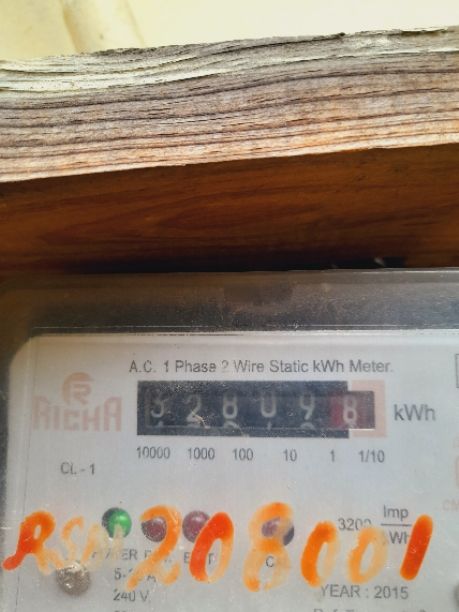 A.C. 1 Phase 2 Wire Static kWh Meter.
RICHA
328098 kWh
10000 1000 100 10 1 1/10
CL - 1
3200 Imp
kWh
RSM 208001
240 V.
YEAR : 2015